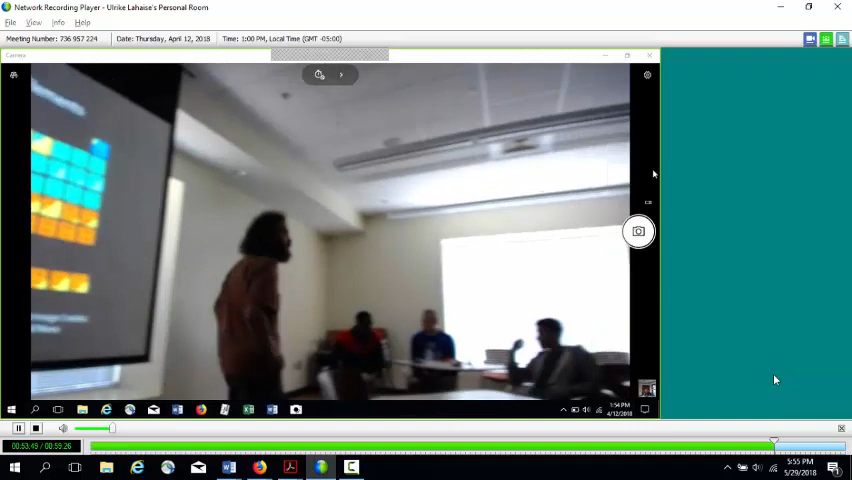 Network Recording Player - Ulrike Lahaise's Personal Room
File View Info Help
Meeting Number: 736 957 224 Date: Thursday, April 12, 2018 Time: 1:00 PM, Local Time (GMT -05:00)
Camera
1:54 PM
4/12/2018
00:53:49 / 00:59:26
5:55 PM
5/29/2018